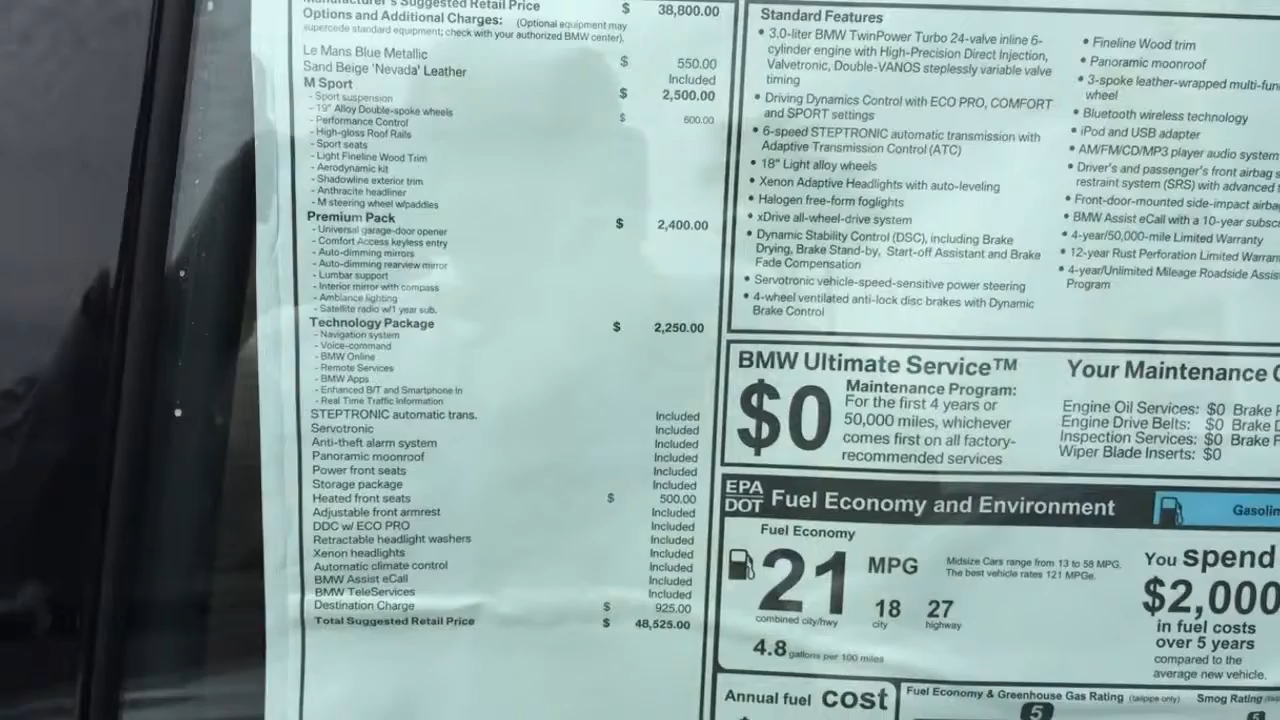 Manufacturer's Suggested Retail Price $ 38,800.00
Options and Additional Charges: (Optional equipment may
supercede standard equipment; check with your authorized BMW center).
Le Mans Blue Metallic $ 550.00
Sand Beige 'Nevada' Leather Included
M Sport $ 2,500.00
- Sport suspension
- 19" Alloy Double-spoke wheels $ 600.00
- Performance Control
- High-gloss Roof Rails
- Sport seats
- Light Fineline Wood Trim
- Aerodynamic kit
- Shadowline exterior trim
- Anthracite headliner
- M steering wheel w/paddles
Premium Pack $ 2,400.00
- Universal garage-door opener
- Comfort Access keyless entry
- Auto-dimming mirrors
- Auto-dimming rearview mirror
- Lumbar support
- Interior mirror with compass
- Ambiance lighting
- Satellite radio w/1 year sub.
Technology Package $ 2,250.00
- Navigation system
- Voice-command
- BMW Online
- Remote Services
- BMW Apps
- Enhanced B/T and Smartphone In
- Real Time Traffic Information
STEPTRONIC automatic trans. Included
Servotronic Included
Anti-theft alarm system Included
Panoramic moonroof Included
Power front seats Included
Storage package Included
Heated front seats $ 500.00
Adjustable front armrest Included
DDC w/ ECO PRO Included
Retractable headlight washers Included
Xenon headlights Included
Automatic climate control Included
BMW Assist eCall Included
BMW TeleServices Included
Destination Charge $ 925.00
Total Suggested Retail Price $ 48,525.00
Standard Features
• 3.0-liter BMW TwinPower Turbo 24-valve inline 6-
cylinder engine with High-Precision Direct Injection,
Valvetronic, Double-VANOS steplessly variable valve
timing
• Driving Dynamics Control with ECO PRO, COMFORT
and SPORT settings
• 6-speed STEPTRONIC automatic transmission with
Adaptive Transmission Control (ATC)
• 18" Light alloy wheels
• Xenon Adaptive Headlights with auto-leveling
• Halogen free-form foglights
• xDrive all-wheel-drive system
• Dynamic Stability Control (DSC), including Brake
Drying, Brake Stand-by, Start-off Assistant and Brake
Fade Compensation
• Servotronic vehicle-speed-sensitive power steering
• 4-wheel ventilated anti-lock disc brakes with Dynamic
Brake Control
• Fineline Wood trim
• Panoramic moonroof
• 3-spoke leather-wrapped multi-fun
wheel
• Bluetooth wireless technology
• iPod and USB adapter
• AM/FM/CD/MP3 player audio system
• Driver's and passenger's front airbag s
restraint system (SRS) with advanced
• Front-door-mounted side-impact airba
• BMW Assist eCall with a 10-year subsc
• 4-year/50,000-mile Limited Warranty
• 12-year Rust Perforation Limited Warran
• 4-year/Unlimited Mileage Roadside Assis
Program
BMW Ultimate Service™
$0
Maintenance Program:
For the first 4 years or
50,000 miles, whichever
comes first on all factory-
recommended services
Your Maintenance
Engine Oil Services: $0 Brake
Engine Drive Belts: $0 Brake
Inspection Services: $0 Brake
Wiper Blade Inserts: $0
EPA
DOT Fuel Economy and Environment
Gasolin
Fuel Economy
21 MPG
combined city/hwy
18 27
city highway
4.8 gallons per 100 miles
Midsize Cars range from 13 to 58 MPG.
The best vehicle rates 121 MPGe.
You spend
$2,000
in fuel costs
over 5 years
compared to the
average new vehicle.
Annual fuel cost
Fuel Economy & Greenhouse Gas Rating (tailpipe only) Smog Rating
5